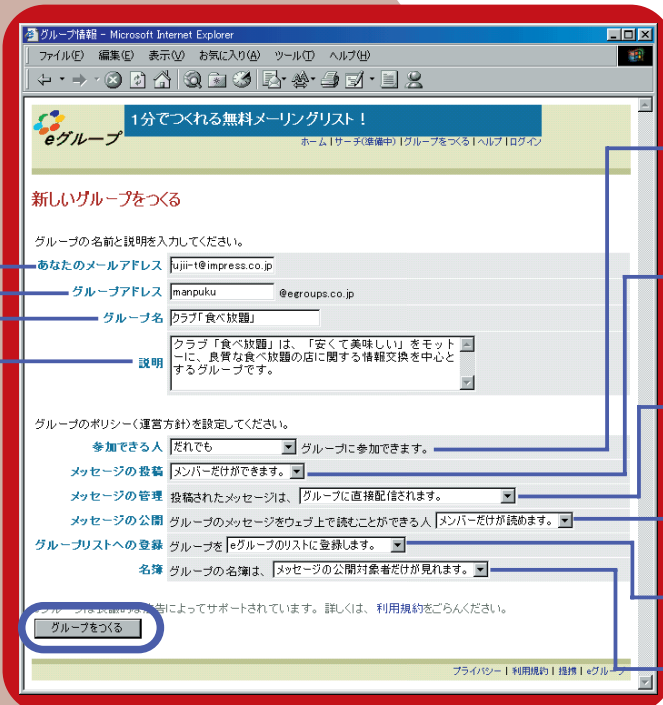 グループ情報 - Microsoft Internet Explorer
ファイル(F) 編集(E) 表示(V) お気に入り(A) ツール(T) ヘルプ(H)
eグループ
1分でつくれる無料メーリングリスト！
ホーム | サーチ(準備中) | グループをつくる | ヘルプ | ログイン
新しいグループをつくる
グループの名前と説明を入力してください。
あなたのメールアドレス ujii-t@impress.co.jp
グループアドレス manpuku @egroups.co.jp
グループ名 クラブ「食べ放題」
説明 クラブ「食べ放題」は、「安くて美味しい」をモット
ーに、良質な食べ放題の店に関する情報交換を中心と
するグループです。
グループのポリシー（運営方針）を設定してください。
参加できる人 だれでも グループに参加できます。
メッセージの投稿 メンバーだけができます。
メッセージの管理 投稿されたメッセージは、 グループに直接配信されます。
メッセージの公開 グループのメッセージをウェブ上で読むことができる人 メンバーだけが読めます。
グループリストへの登録 グループを eグループのリストに登録します。
名簿 グループの名簿は、 メッセージの公開対象者だけが見れます。
によってサポートされています。詳しくは、 利用規約をごらんください。
グループをつくる
プライバシー | 利用規約 | 提携 | eグループ